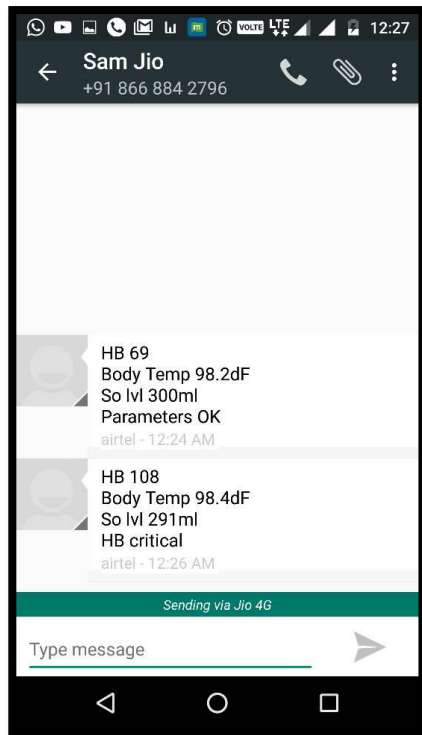 VOLTE LTE 12:27
Sam Jio
+91 866 884 2796
HB 69
Body Temp 98.2dF
So lvl 300ml
Parameters OK
airtel - 12:24 AM
HB 108
Body Temp 98.4dF
So lvl 291ml
HB critical
airtel - 12:26 AM
Sending via Jio 4G
Type message